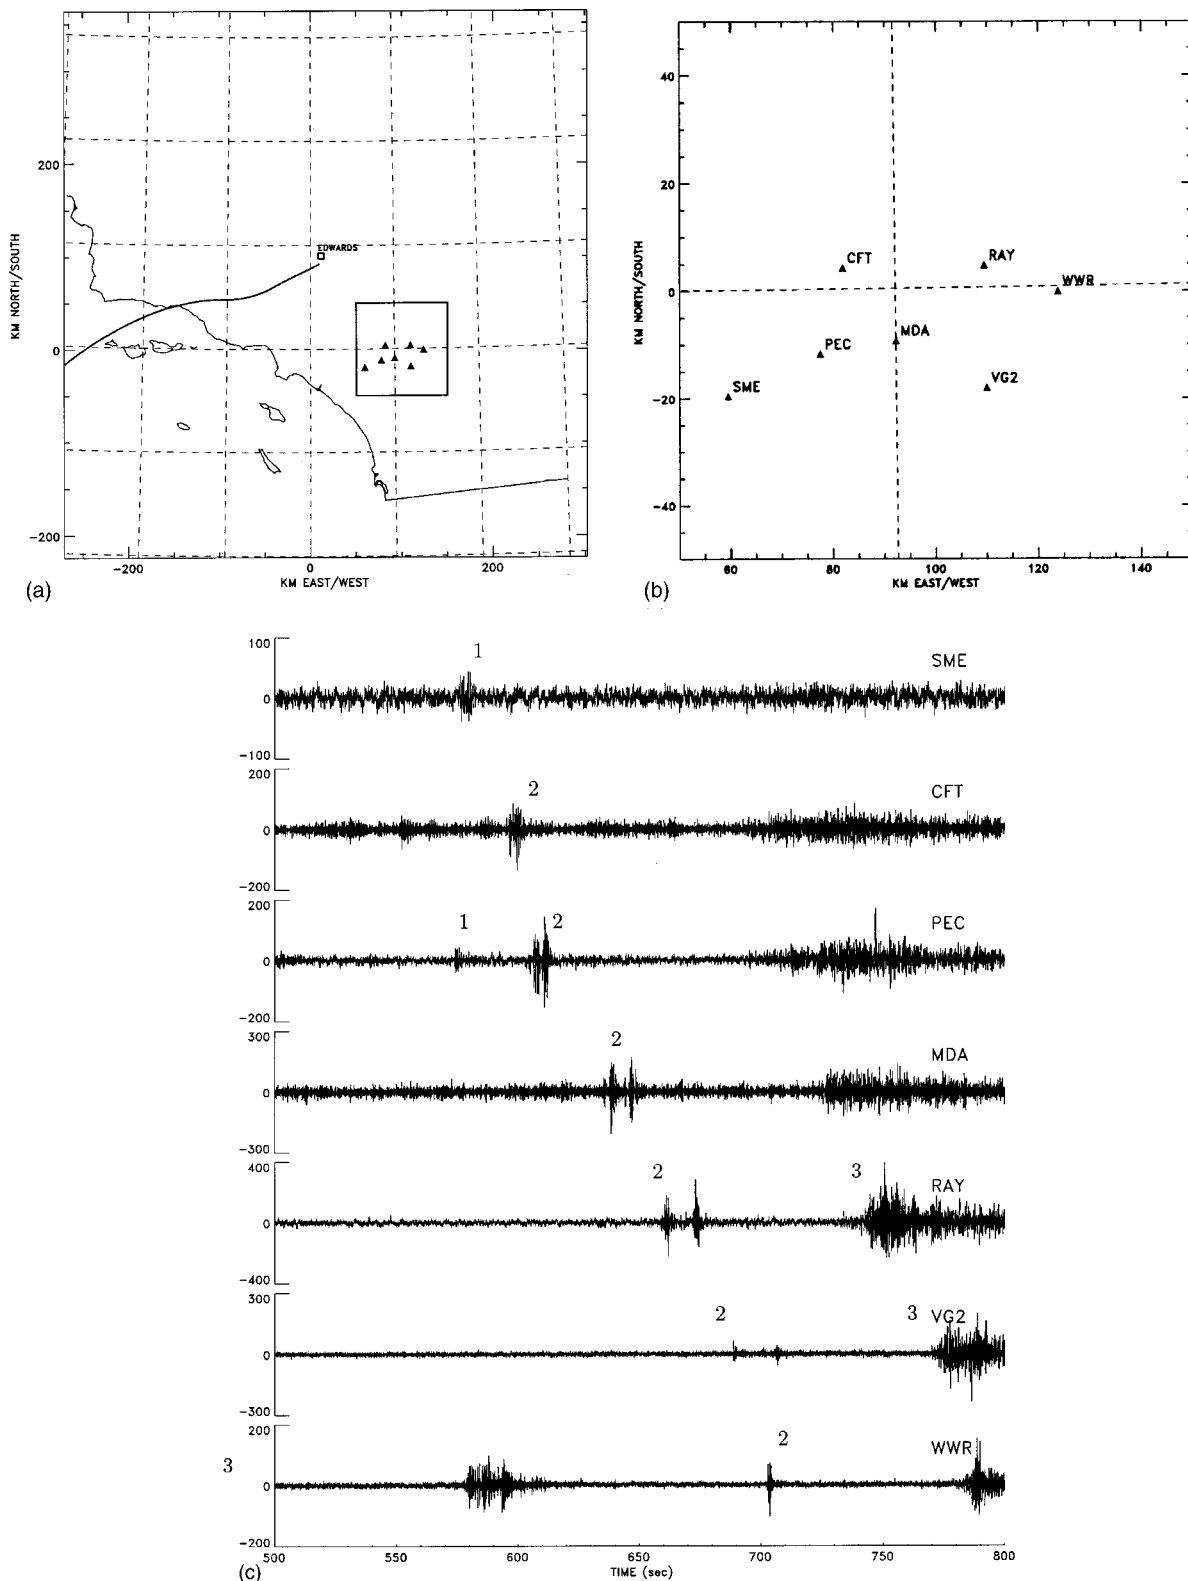 200
0
-200
KM NORTH/SOUTH
EDWARDS
-200
0
200
KM EAST/WEST
(a)
40
20
0
-20
-40
KM NORTH/SOUTH
CFT
RAY
WWR
MDA
PEC
VG2
SME
60
80
100
120
140
KM EAST/WEST
(b)
100
0
-100
1
SME
200
0
-200
2
CFT
200
0
-200
1
2
PEC
300
0
-300
2
MDA
400
0
-400
2
3
RAY
300
0
-300
2
3
VG2
200
0
-200
3
2
WWR
500
550
600
650
700
750
800
TIME (sec)
(c)